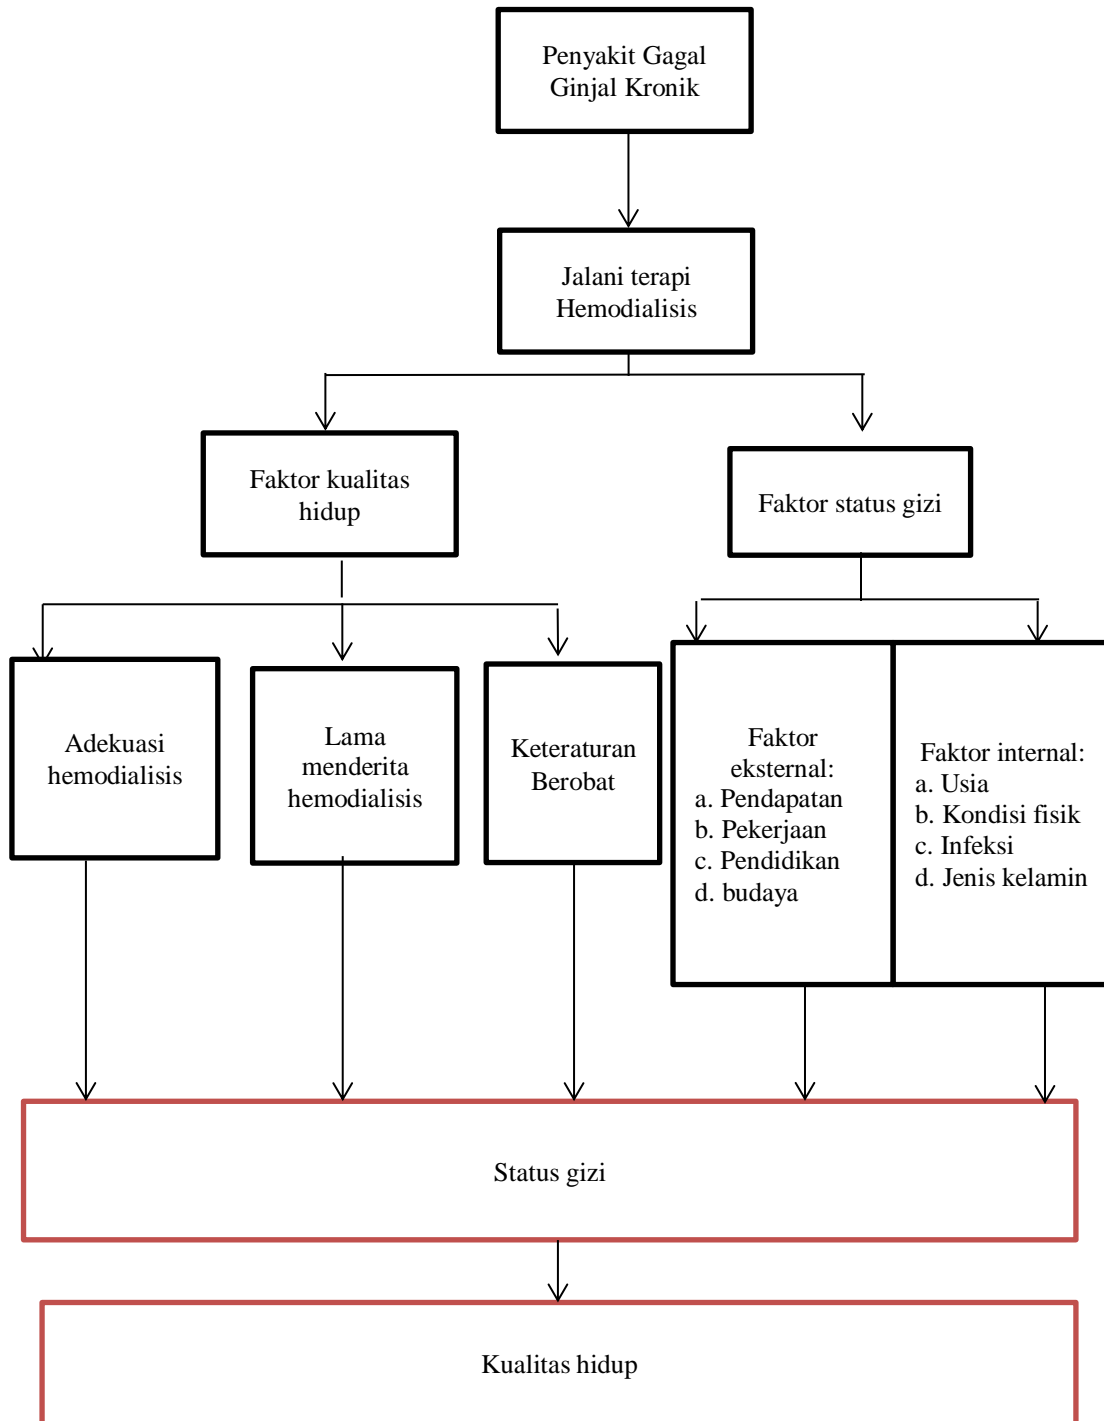 Penyakit Gagal
Ginjal Kronik
Jalani terapi
Hemodialisis
Faktor kualitas
hidup
Faktor status gizi
Adekuasi
hemodialisis
Lama
menderita
hemodialisis
Keteraturan
Berobat
Faktor
eksternal:
a. Pendapatan
b. Pekerjaan
c. Pendidikan
d. budaya
Faktor internal:
a. Usia
b. Kondisi fisik
c. Infeksi
d. Jenis kelamin
Status gizi
Kualitas hidup